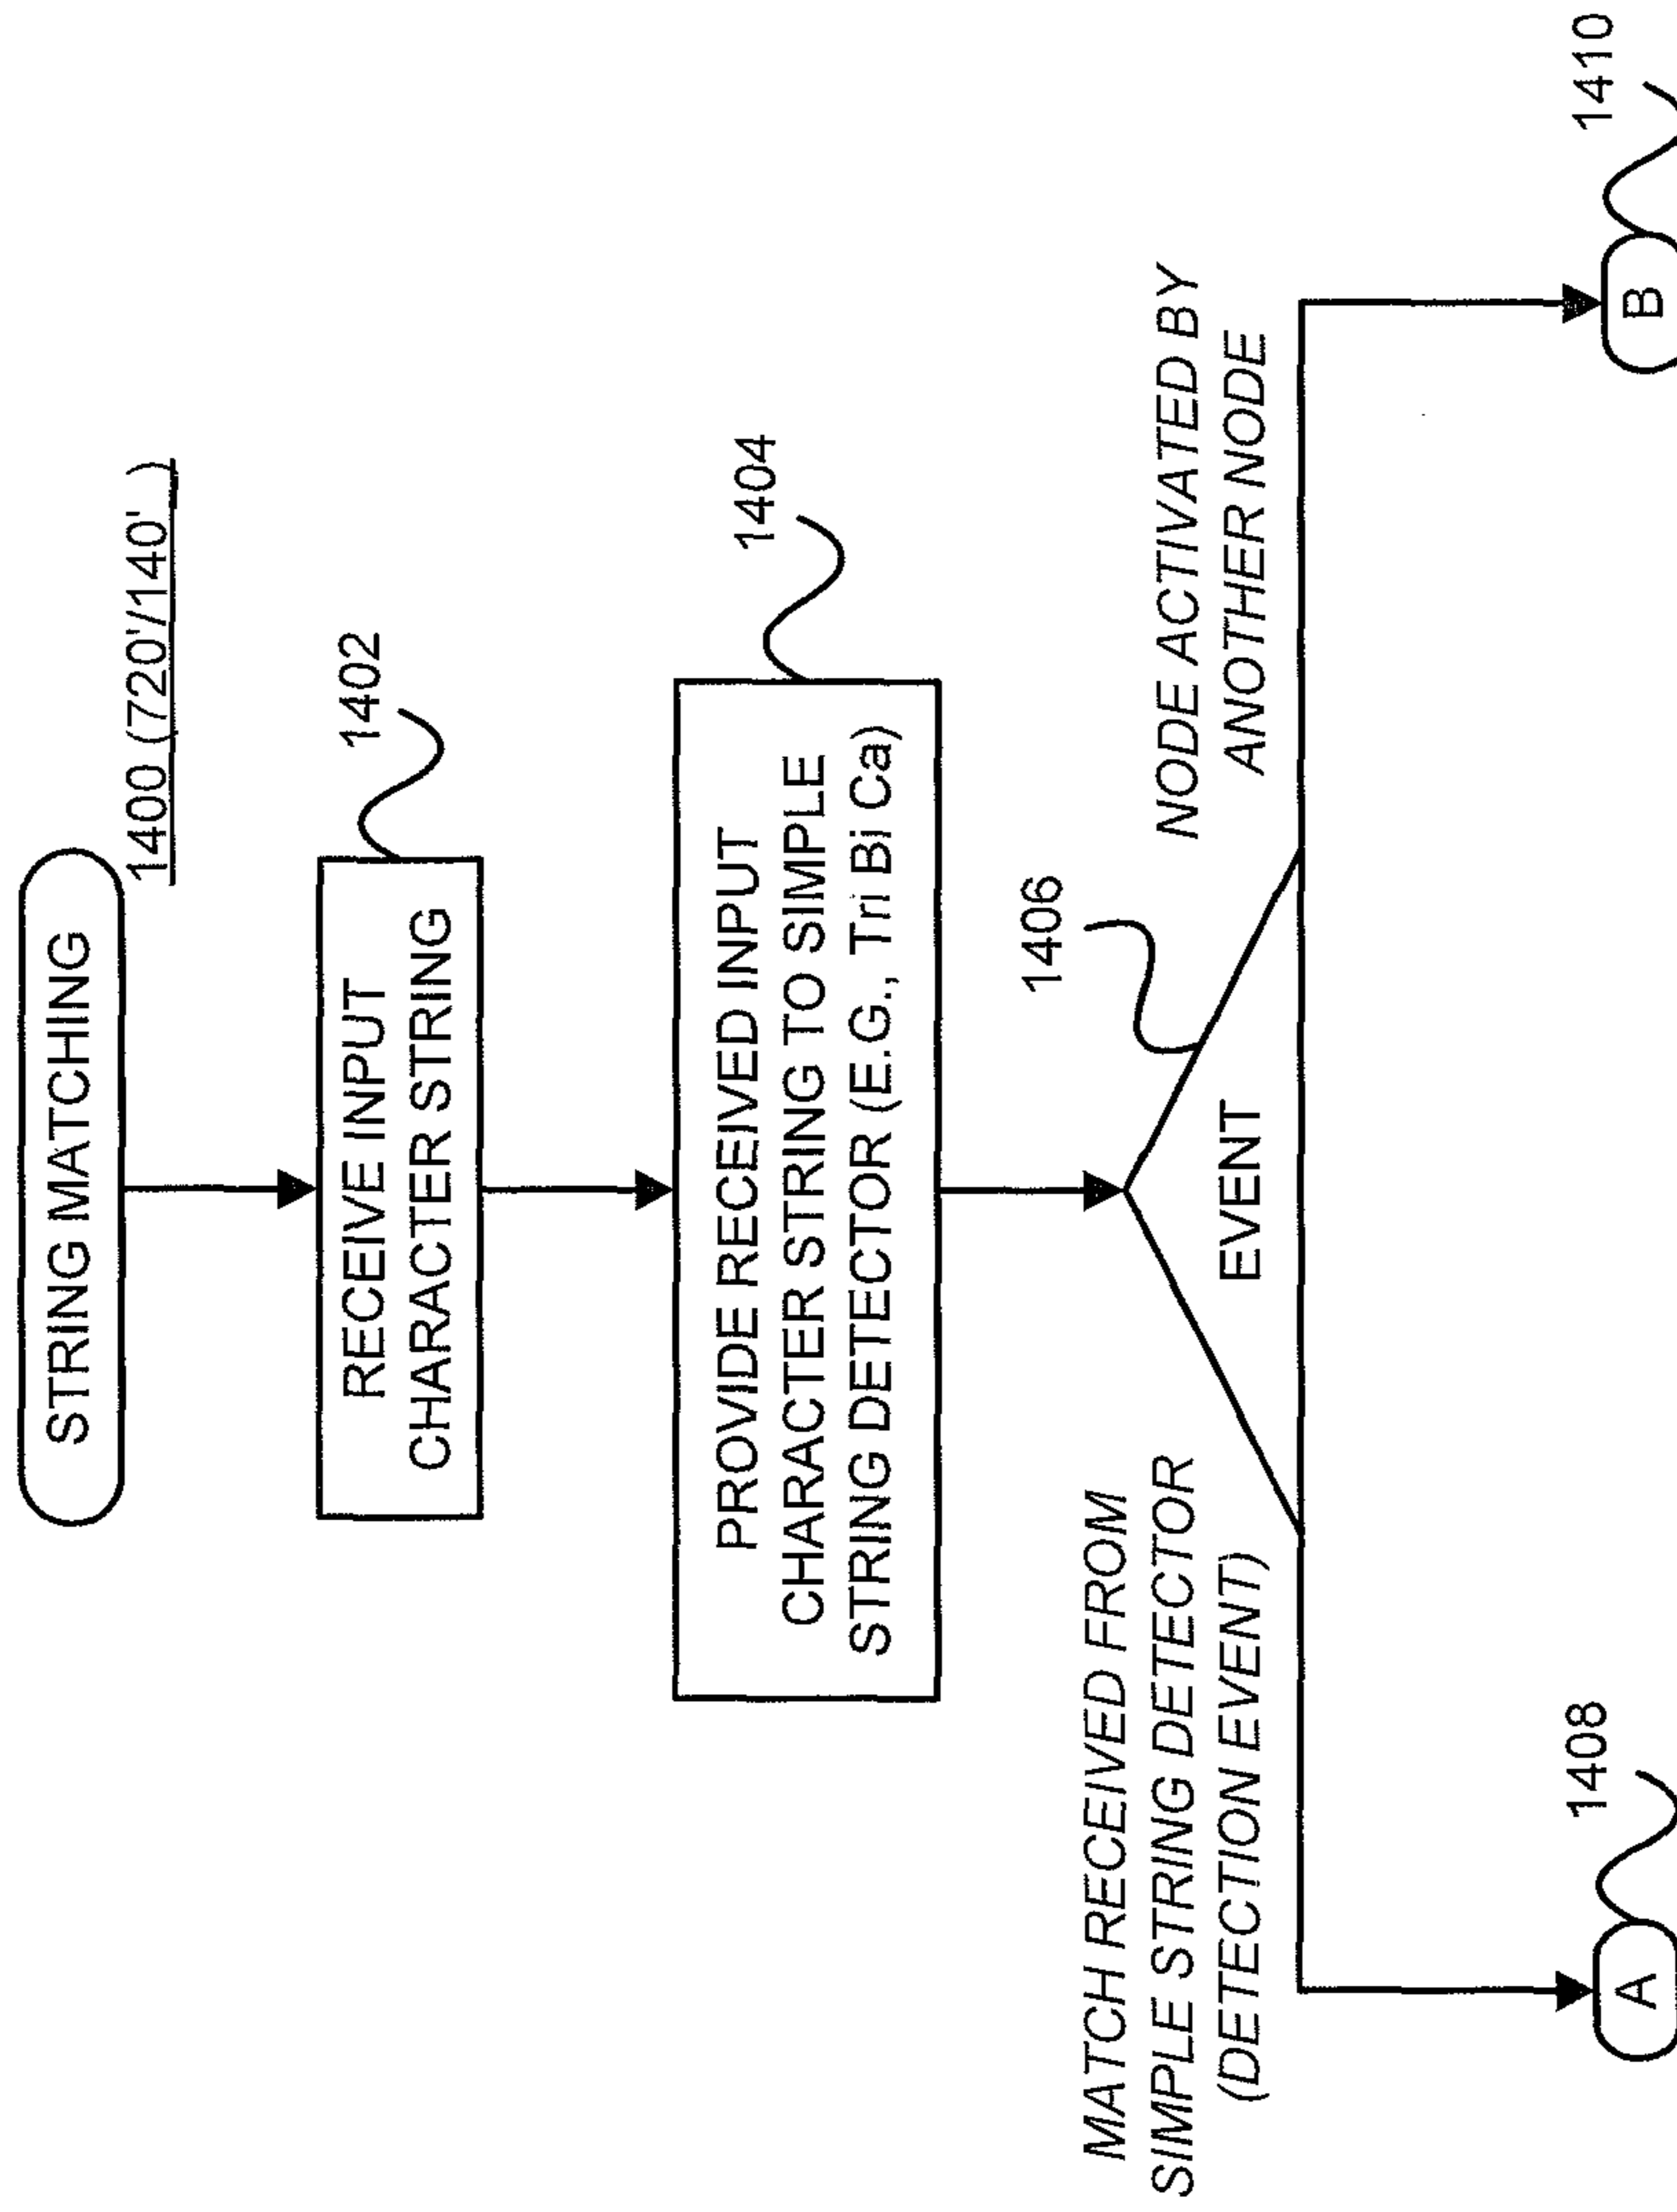 STRING MATCHING
1400 (720'/140' )
RECEIVE INPUT
CHARACTER STRING
1402
PROVIDE RECEIVED INPUT
CHARACTER STRING TO SIMPLE
STRING DETECTOR (E.G., Tri Bi Ca)
1404
1406
EVENT
MATCH RECEIVED FROM
SIMPLE STRING DETECTOR
(DETECTION EVENT)
NODE ACTIVATED BY
ANOTHER NODE
A
1408
B
1410